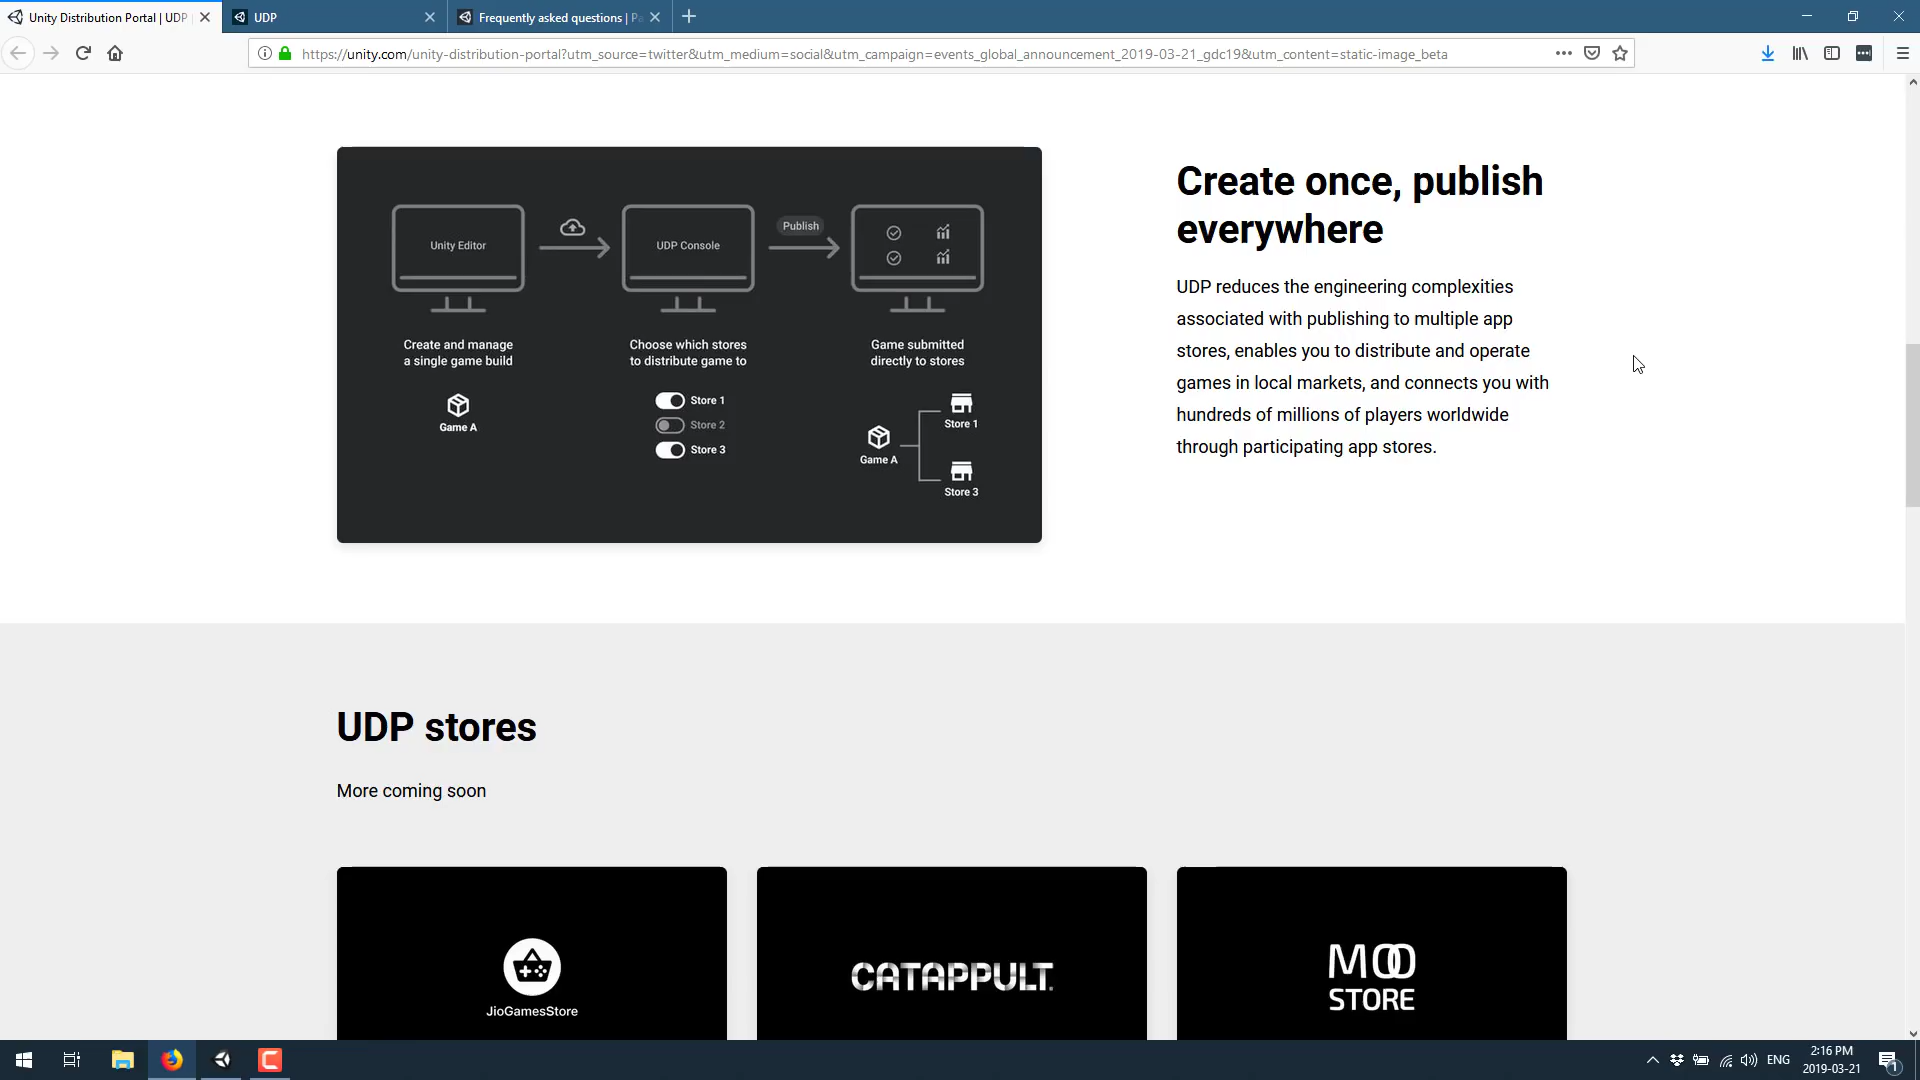 Unity Distribution Portal | UDP
UDP
Frequently asked questions | Pa
https://unity.com/unity-distribution-portal?utm_source=twitter&utm_medium=social&utm_campaign=events_global_announcement_2019-03-21_gdc19&utm_content=static-image_beta
Unity Editor
UDP Console
Publish
Create and manage
a single game build
Choose which stores
to distribute game to
Game submitted
directly to stores
Game A
Store 1
Store 2
Store 3
Game A
Store 1
Store 3
Create once, publish
everywhere
UDP reduces the engineering complexities
associated with publishing to multiple app
stores, enables you to distribute and operate
games in local markets, and connects you with
hundreds of millions of players worldwide
through participating app stores.
UDP stores
More coming soon
JioGamesStore
CATAPPULT.
MOO
STORE
ENG
2:16 PM
2019-03-21
1